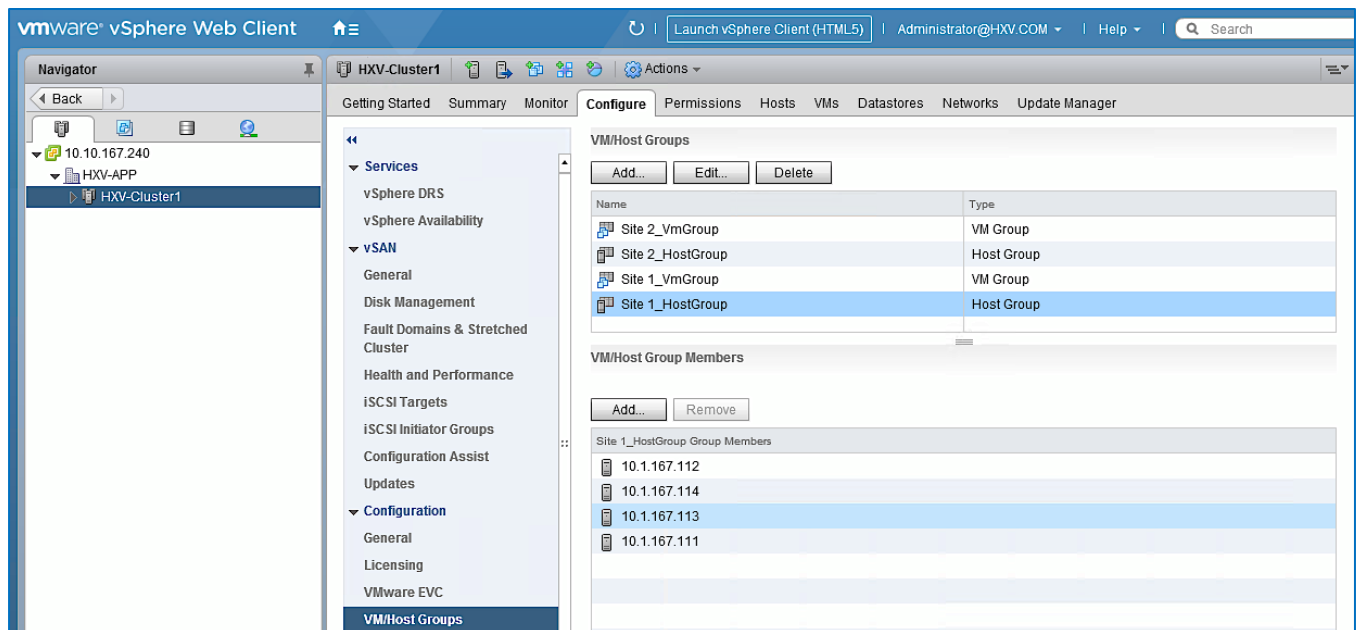 vmware® vSphere Web Client
Launch vSphere Client (HTML5)
Administrator@HXV.COM
Help
Search
Navigator
Back
10.10.167.240
HXV-APP
HXV-Cluster1
HXV-Cluster1
Actions
Getting Started Summary Monitor Configure Permissions Hosts VMs Datastores Networks Update Manager
Services
vSphere DRS
vSphere Availability
vSAN
General
Disk Management
Fault Domains & Stretched
Cluster
Health and Performance
iSCSI Targets
iSCSI Initiator Groups
Configuration Assist
Updates
Configuration
General
Licensing
VMware EVC
VM/Host Groups
VM/Host Groups
Add... Edit... Delete
Name Type
Site 2_VmGroup VM Group
Site 2_HostGroup Host Group
Site 1_VmGroup VM Group
Site 1_HostGroup Host Group
VM/Host Group Members
Add... Remove
Site 1_HostGroup Group Members
10.1.167.112
10.1.167.114
10.1.167.113
10.1.167.111